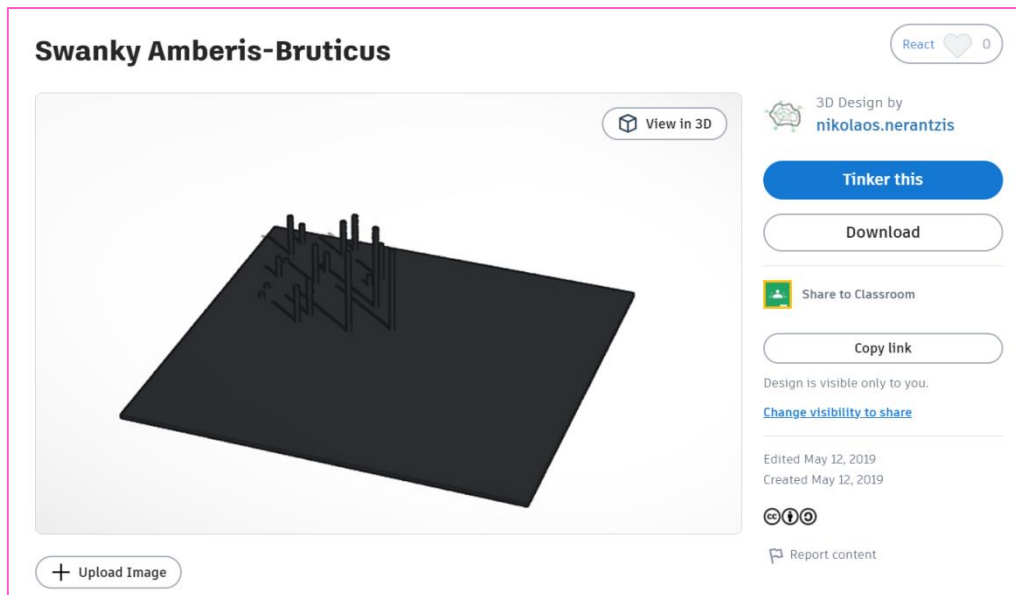 Swanky Amberis-Bruticus
React 0
View in 3D
3D Design by
nikolaos.nerantzis
Tinker this
Download
Share to Classroom
Copy link
Design is visible only to you.
Change visibility to share
Edited May 12, 2019
Created May 12, 2019
cc
Report content
Upload Image